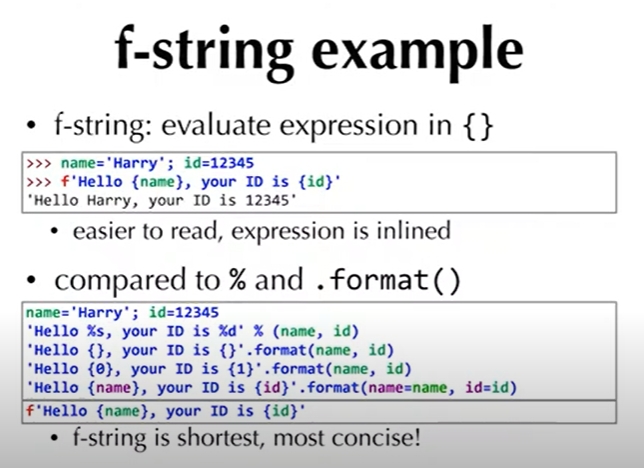 f-string example
• f-string: evaluate expression in {}
>>> name='Harry'; id=12345
>>> f'Hello {name}, your ID is {id}'
'Hello Harry, your ID is 12345'
• easier to read, expression is inlined
• compared to % and .format()
name='Harry'; id=12345
'Hello %s, your ID is %d' % (name, id)
'Hello {}, your ID is {}'.format(name, id)
'Hello {0}, your ID is {1}'.format(name, id)
'Hello {name}, your ID is {id}'.format(name=name, id=id)
f'Hello {name}, your ID is {id}'
• f-string is shortest, most concise!